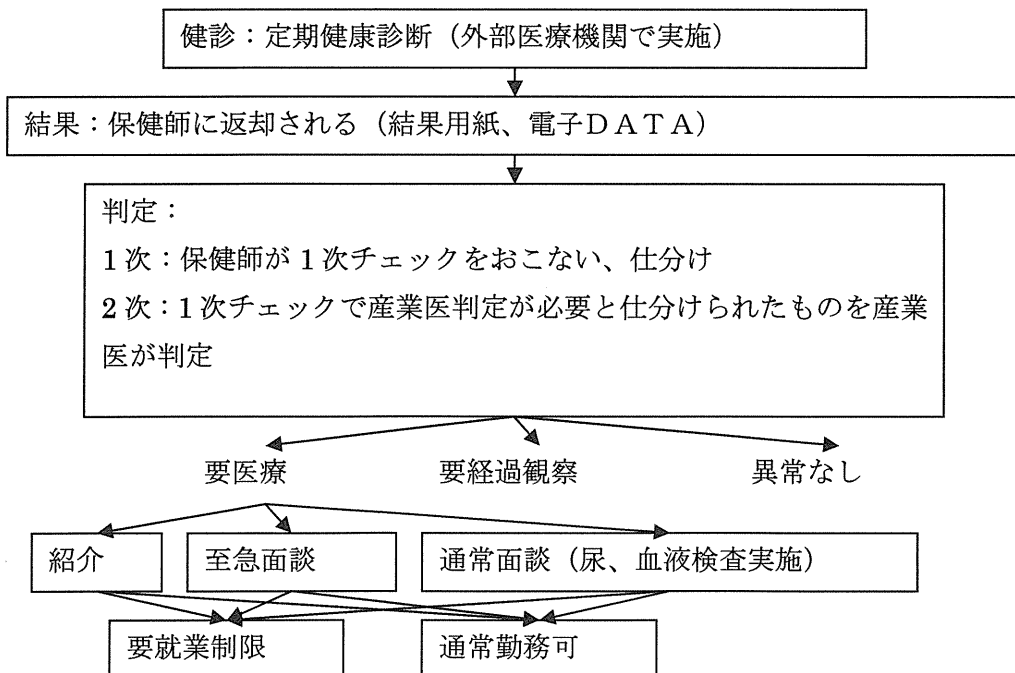 健診：定期健康診断（外部医療機関で実施）
結果：保健師に返却される（結果用紙、電子ＤＡＴＡ）
判定：
1次：保健師が1次チェックをおこない、仕分け
2次：1次チェックで産業医判定が必要と仕分けられたものを産業
医が判定
要医療
要経過観察
異常なし
紹介
至急面談
通常面談（尿、血液検査実施）
要就業制限
通常勤務可